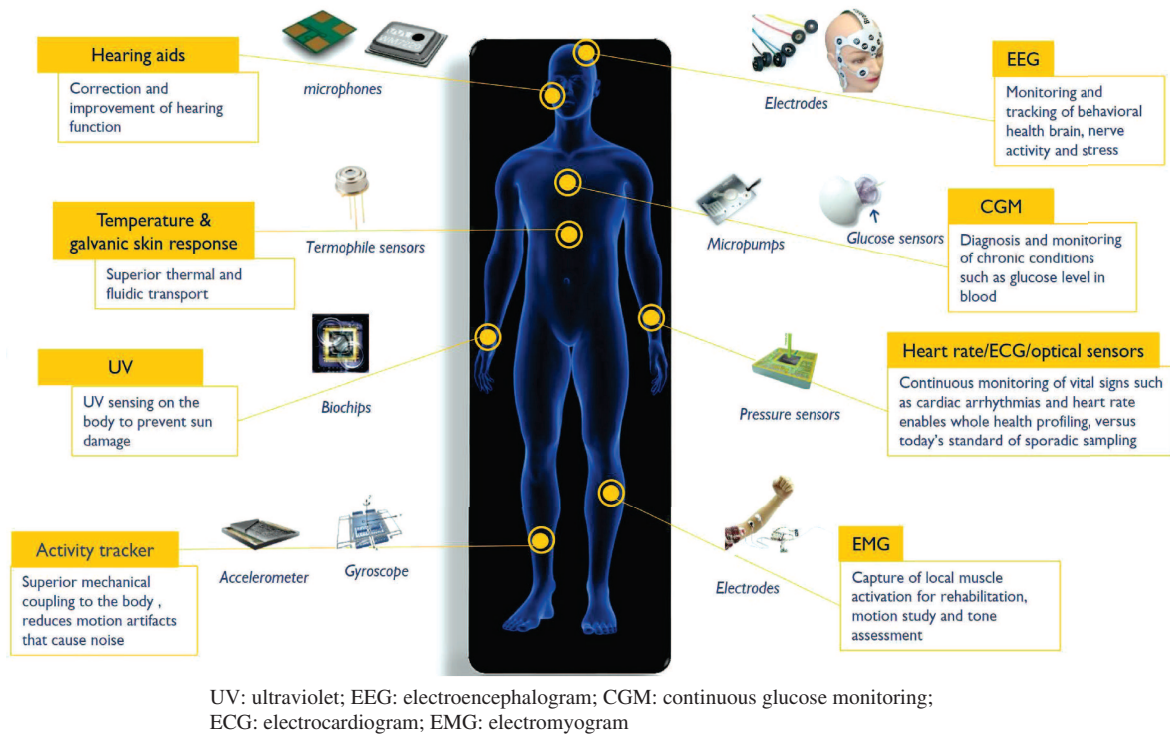 Hearing aids
Correction and
improvement of hearing
function
microphones
Temperature &
galvanic skin response
Superior thermal and
fluidic transport
Termophile sensors
UV
UV sensing on the
body to prevent sun
damage
Biochips
Activity tracker
Superior mechanical
coupling to the body ,
reduces motion artifacts
that cause noise
Accelerometer
Gyroscope
Electrodes
EEG
Monitoring and
tracking of behavioral
health brain, nerve
activity and stress
Micropumps
Glucose sensors
CGM
Diagnosis and monitoring
of chronic conditions
such as glucose level in
blood
Pressure sensors
Heart rate/ECG/optical sensors
Continuous monitoring of vital signs such
as cardiac arrhythmias and heart rate
enables whole health profiling, versus
today's standard of sporadic sampling
Electrodes
EMG
Capture of local muscle
activation for rehabilitation,
motion study and tone
assessment
UV: ultraviolet; EEG: electroencephalogram; CGM: continuous glucose monitoring;
ECG: electrocardiogram; EMG: electromyogram